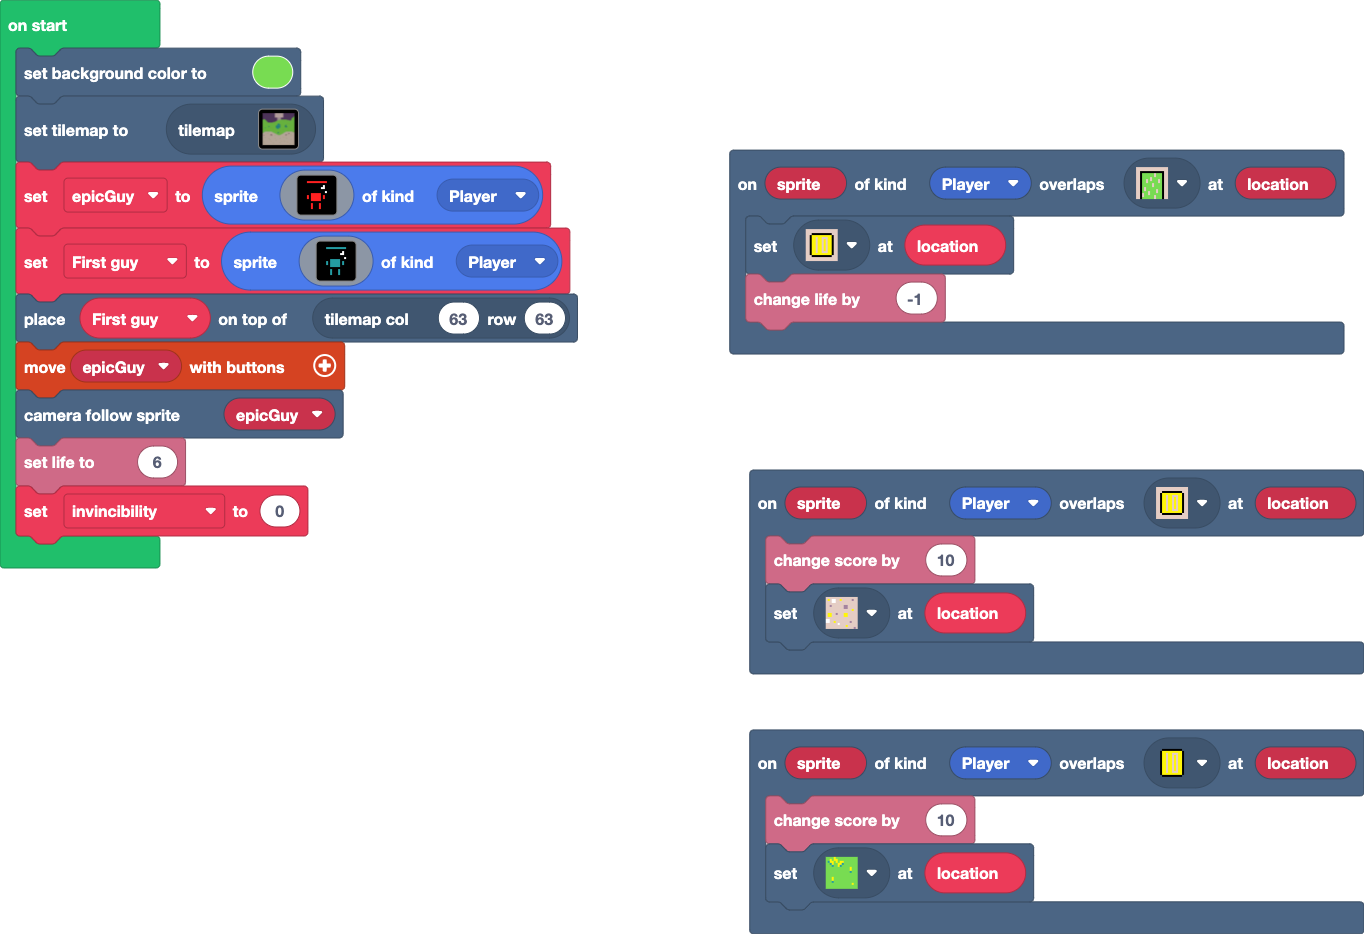 on start
set background color to
set tilemap to tilemap
set epicGuy to sprite of kind Player
set First guy to sprite of kind Player
place First guy on top of tilemap col 63 row 63
move epicGuy with buttons
camera follow sprite epicGuy
set life to 6
set invincibility to 0
on sprite of kind Player overlaps at location
set at location
change life by -1
on sprite of kind Player overlaps at location
change score by 10
set at location
on sprite of kind Player overlaps at location
change score by 10
set at location